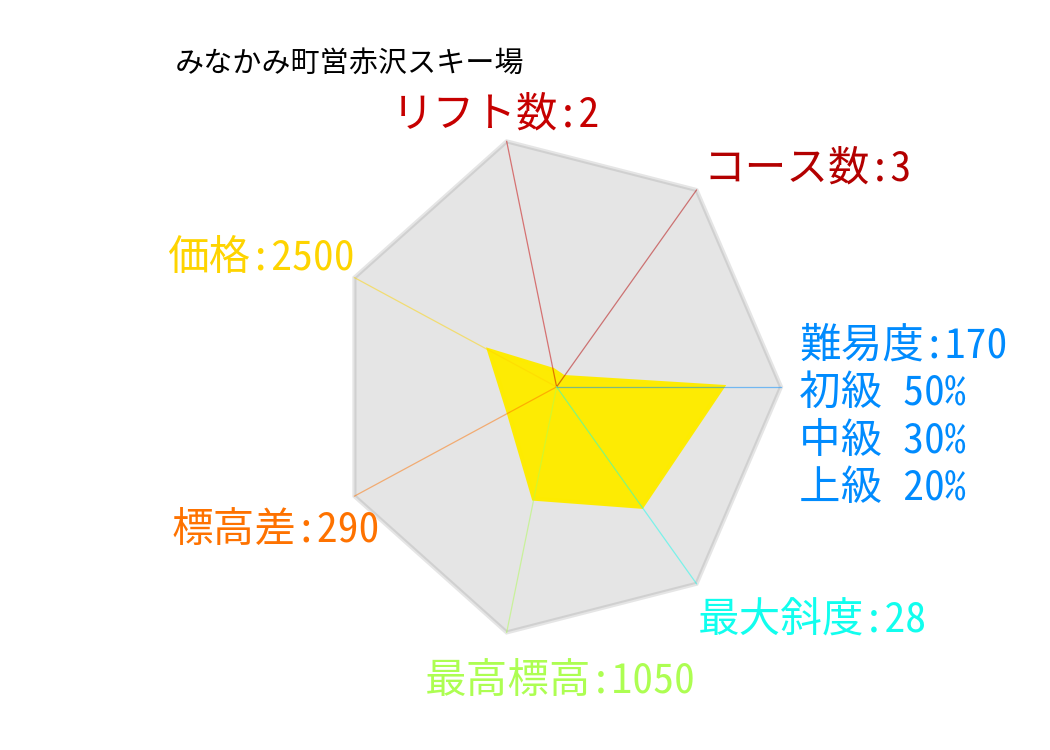 みなかみ町営赤沢スキー場
リフト数:2
コース数:3
価格:2500
難易度:170
初級 50%
中級 30%
上級 20%
標高差:290
最大斜度:28
最高標高:1050